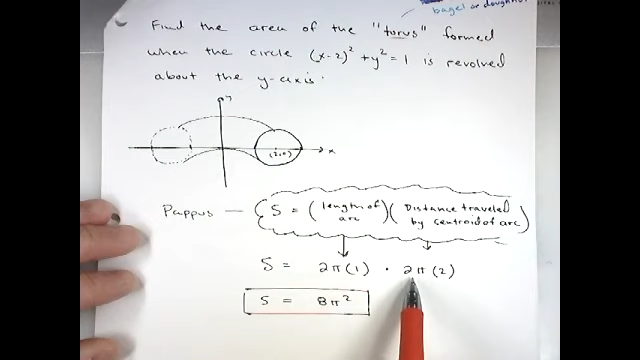 bagel or doughnut
Find the area of the "torus" formed
when the circle (x-2)² + y² = 1 is revolved
about the y-axis.
y
x
(2,0)
Pappus — S = (length of arc)(Distance traveled by centroid of arc)
S = 2π(1) · 2π(2)
S = 8π²